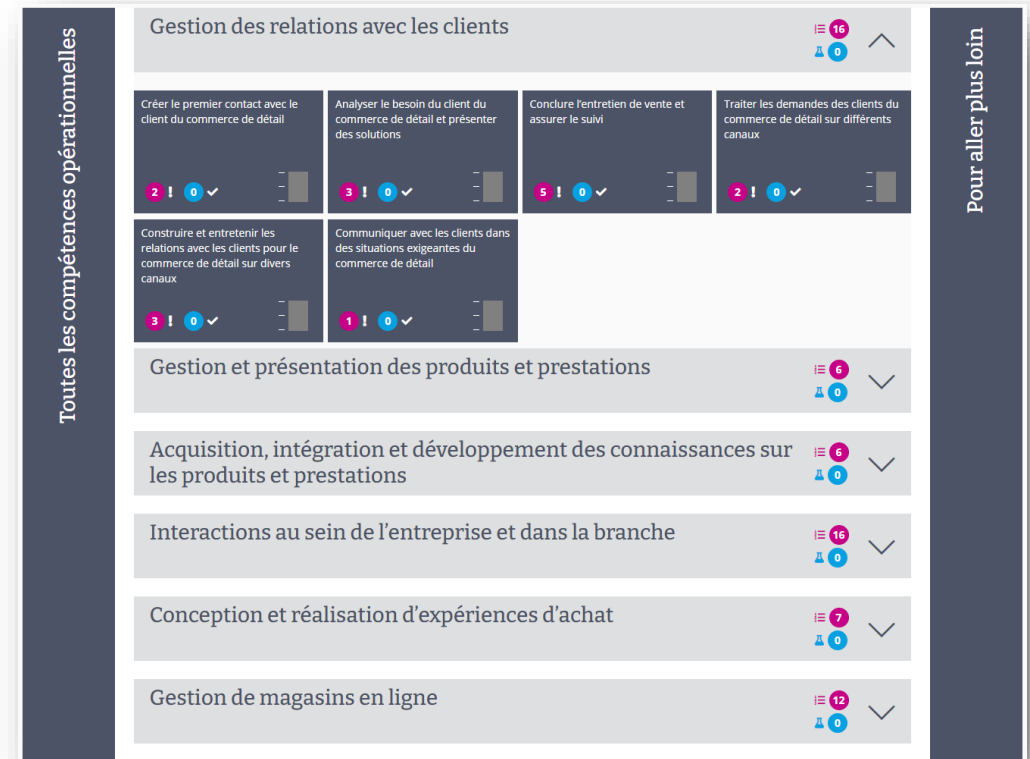 Toutes les compétences opérationnelles
Gestion des relations avec les clients
16
0
Créer le premier contact avec le
client du commerce de détail
2 ! 0
Analyser le besoin du client du
commerce de détail et présenter
des solutions
3 ! 0
Conclure l'entretien de vente et
assurer le suivi
5 ! 0
Traiter les demandes des clients du
commerce de détail sur différents
canaux
2 ! 0
Construire et entretenir les
relations avec les clients pour le
commerce de détail sur divers
canaux
3 ! 0
Communiquer avec les clients dans
des situations exigeantes du
commerce de détail
1 ! 0
Gestion et présentation des produits et prestations
6
0
Acquisition, intégration et développement des connaissances sur
les produits et prestations
6
0
Interactions au sein de l'entreprise et dans la branche
16
0
Conception et réalisation d'expériences d'achat
7
0
Gestion de magasins en ligne
12
0
Pour aller plus loin